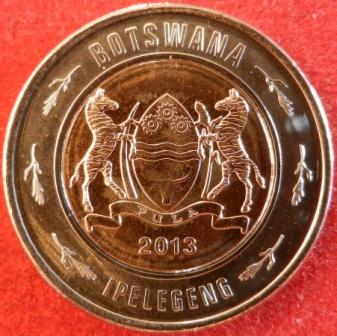 BOTSWANA
PULA
2013
IPELEGENG